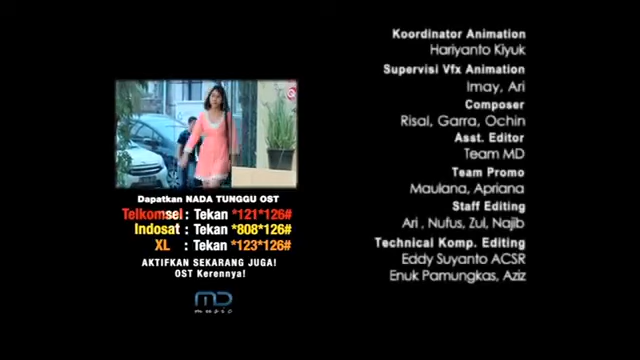 Dapatkan NADA TUNGGU OST
Telkomsel : Tekan *121*126#
Indosat : Tekan *808*126#
XL : Tekan *123*126#
AKTIFKAN SEKARANG JUGA!
OST Kerennya!
MD
music
Koordinator Animation
Hariyanto Kiyuk
Supervisi Vfx Animation
Imay, Ari
Composer
Risal, Garra, Ochin
Asst. Editor
Team MD
Team Promo
Maulana, Apriana
Staff Editing
Ari , Nufus, Zul, Najib
Technical Komp. Editing
Eddy Suyanto ACSR
Enuk Pamungkas, Aziz